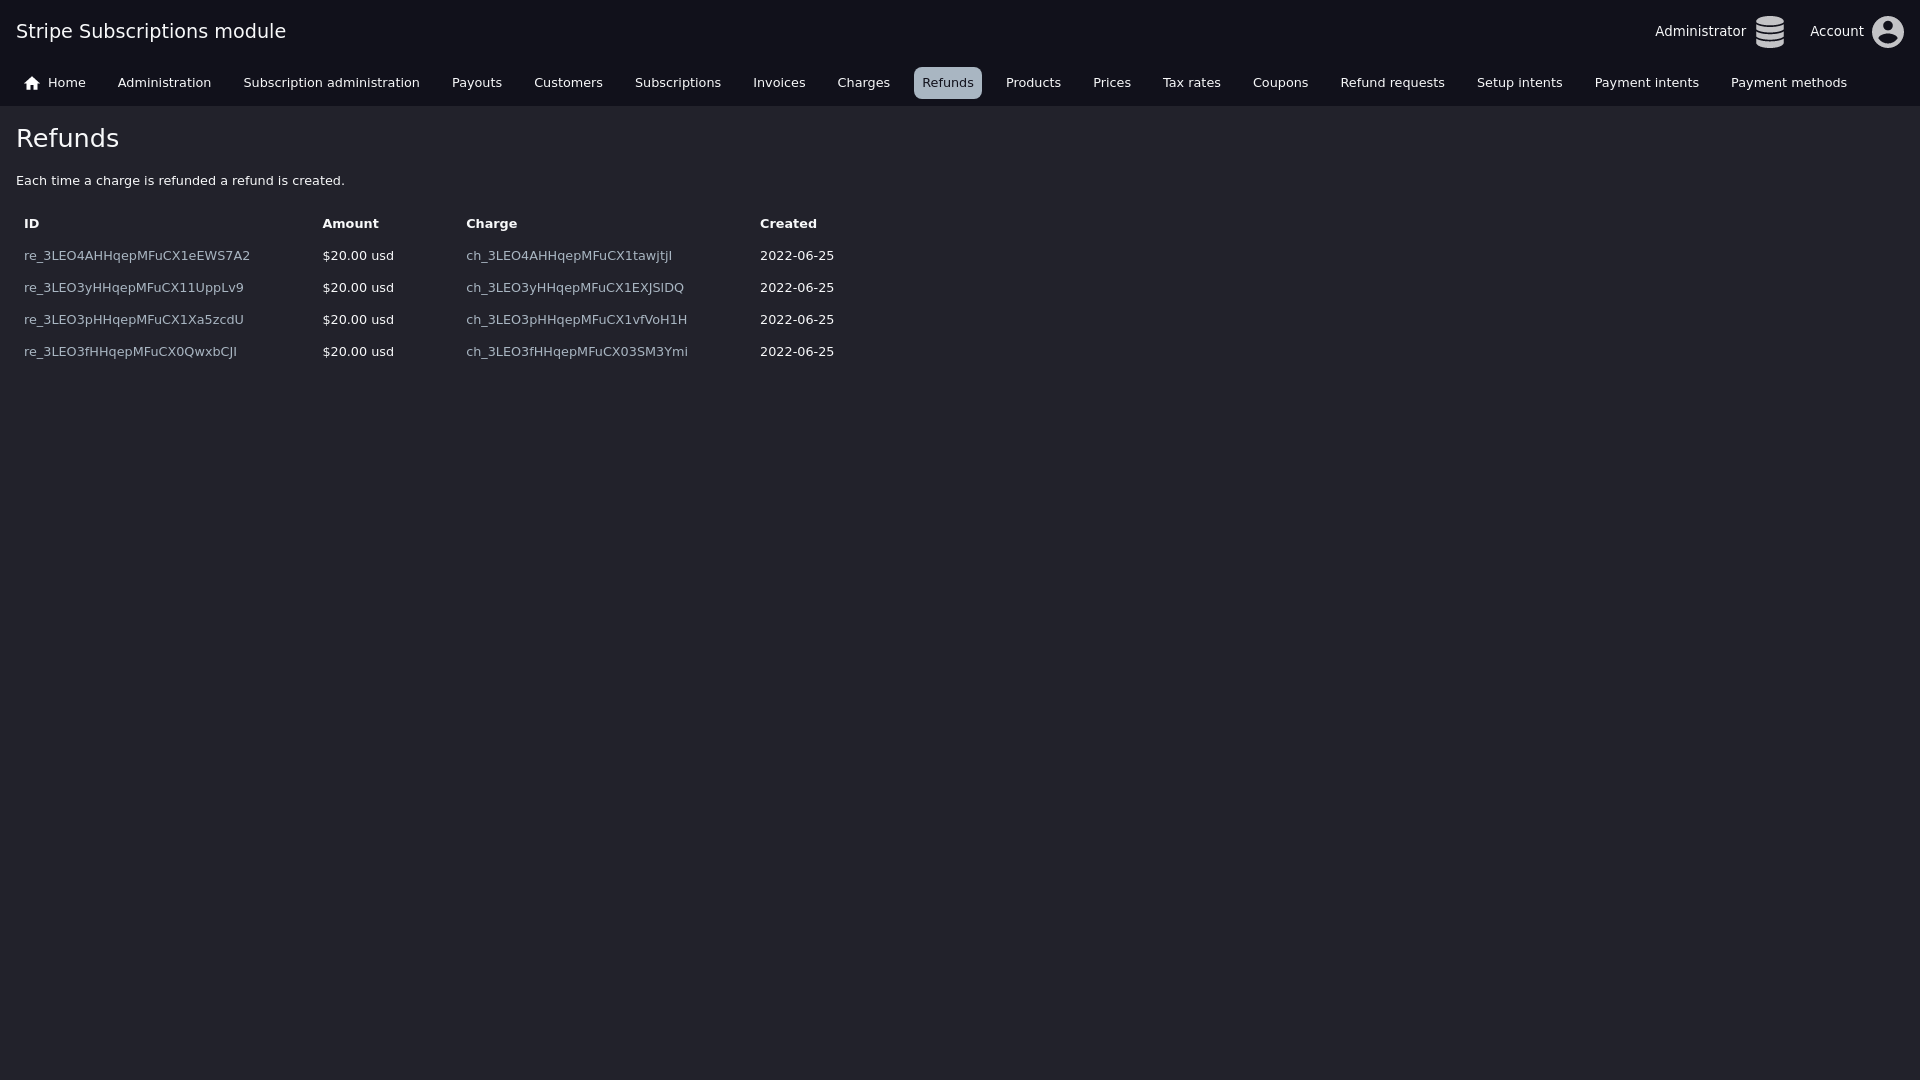 Stripe Subscriptions module
Administrator
Account
Home Administration Subscription administration Payouts Customers Subscriptions Invoices Charges Refunds Products Prices Tax rates Coupons Refund requests Setup intents Payment intents Payment methods
Refunds
Each time a charge is refunded a refund is created.
ID Amount Charge Created
re_3LEO4AHHqepMFuCX1eEWS7A2 $20.00 usd ch_3LEO4AHHqepMFuCX1tawjtjI 2022-06-25
re_3LEO3yHHqepMFuCX11UppLv9 $20.00 usd ch_3LEO3yHHqepMFuCX1EXJSIDQ 2022-06-25
re_3LEO3pHHqepMFuCX1Xa5zcdU $20.00 usd ch_3LEO3pHHqepMFuCX1vfVoH1H 2022-06-25
re_3LEO3fHHqepMFuCX0QwxbCJI $20.00 usd ch_3LEO3fHHqepMFuCX03SM3Ymi 2022-06-25